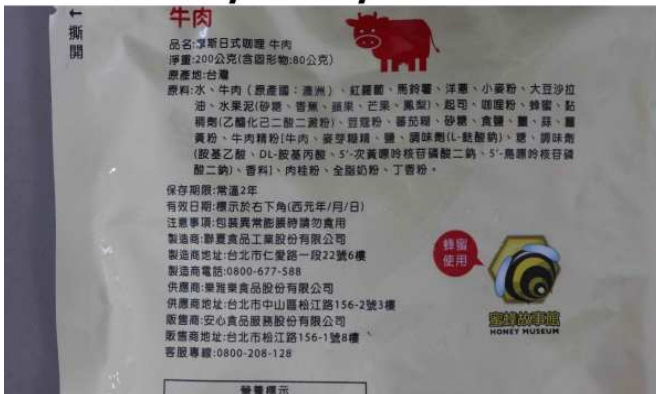 ← 撕開
牛肉
品名:摩斯日式咖哩 牛肉
淨重:200公克(含固形物:80公克)
原產地:台灣
原料:水、牛肉(原產國:澳洲)、紅蘿蔔、馬鈴薯、洋蔥、小麥粉、大豆沙拉
油、水果泥(砂糖、香蕉、蘋果、芒果、鳳梨)、起司、咖哩粉、蜂蜜、黏
稠劑(乙醯化己二酸二澱粉)、豆蔻粉、蕃茄糊、砂糖、食鹽、薑、蒜、薑
黃粉、牛肉精粉[牛肉、麥芽糊精、鹽、調味劑(L-麩酸鈉)、糖、調味劑
(胺基乙酸、DL-胺基丙酸、5'-次黃嘌呤核苷磷酸二鈉、5'-鳥嘌呤核苷磷
酸二鈉)、香料]、肉桂粉、全脂奶粉、丁香粉。
保存期限:常溫2年
有效日期:標示於右下角(西元年/月/日)
注意事項:包裝異常膨脹時請勿食用
製造商:聯夏食品工業股份有限公司
製造商地址:台北市仁愛路一段22號6樓
製造商電話:0800-677-588
供應商:樂雅樂食品股份有限公司
供應商地址:台北市中山區松江路156-2號3樓
販售商:安心食品服務股份有限公司
販售商地址:台北市松江路156-1號8樓
客服專線:0800-208-128
蜂蜜
使用
蜜蜂故事館
HONEY MUSEUM
營養標示